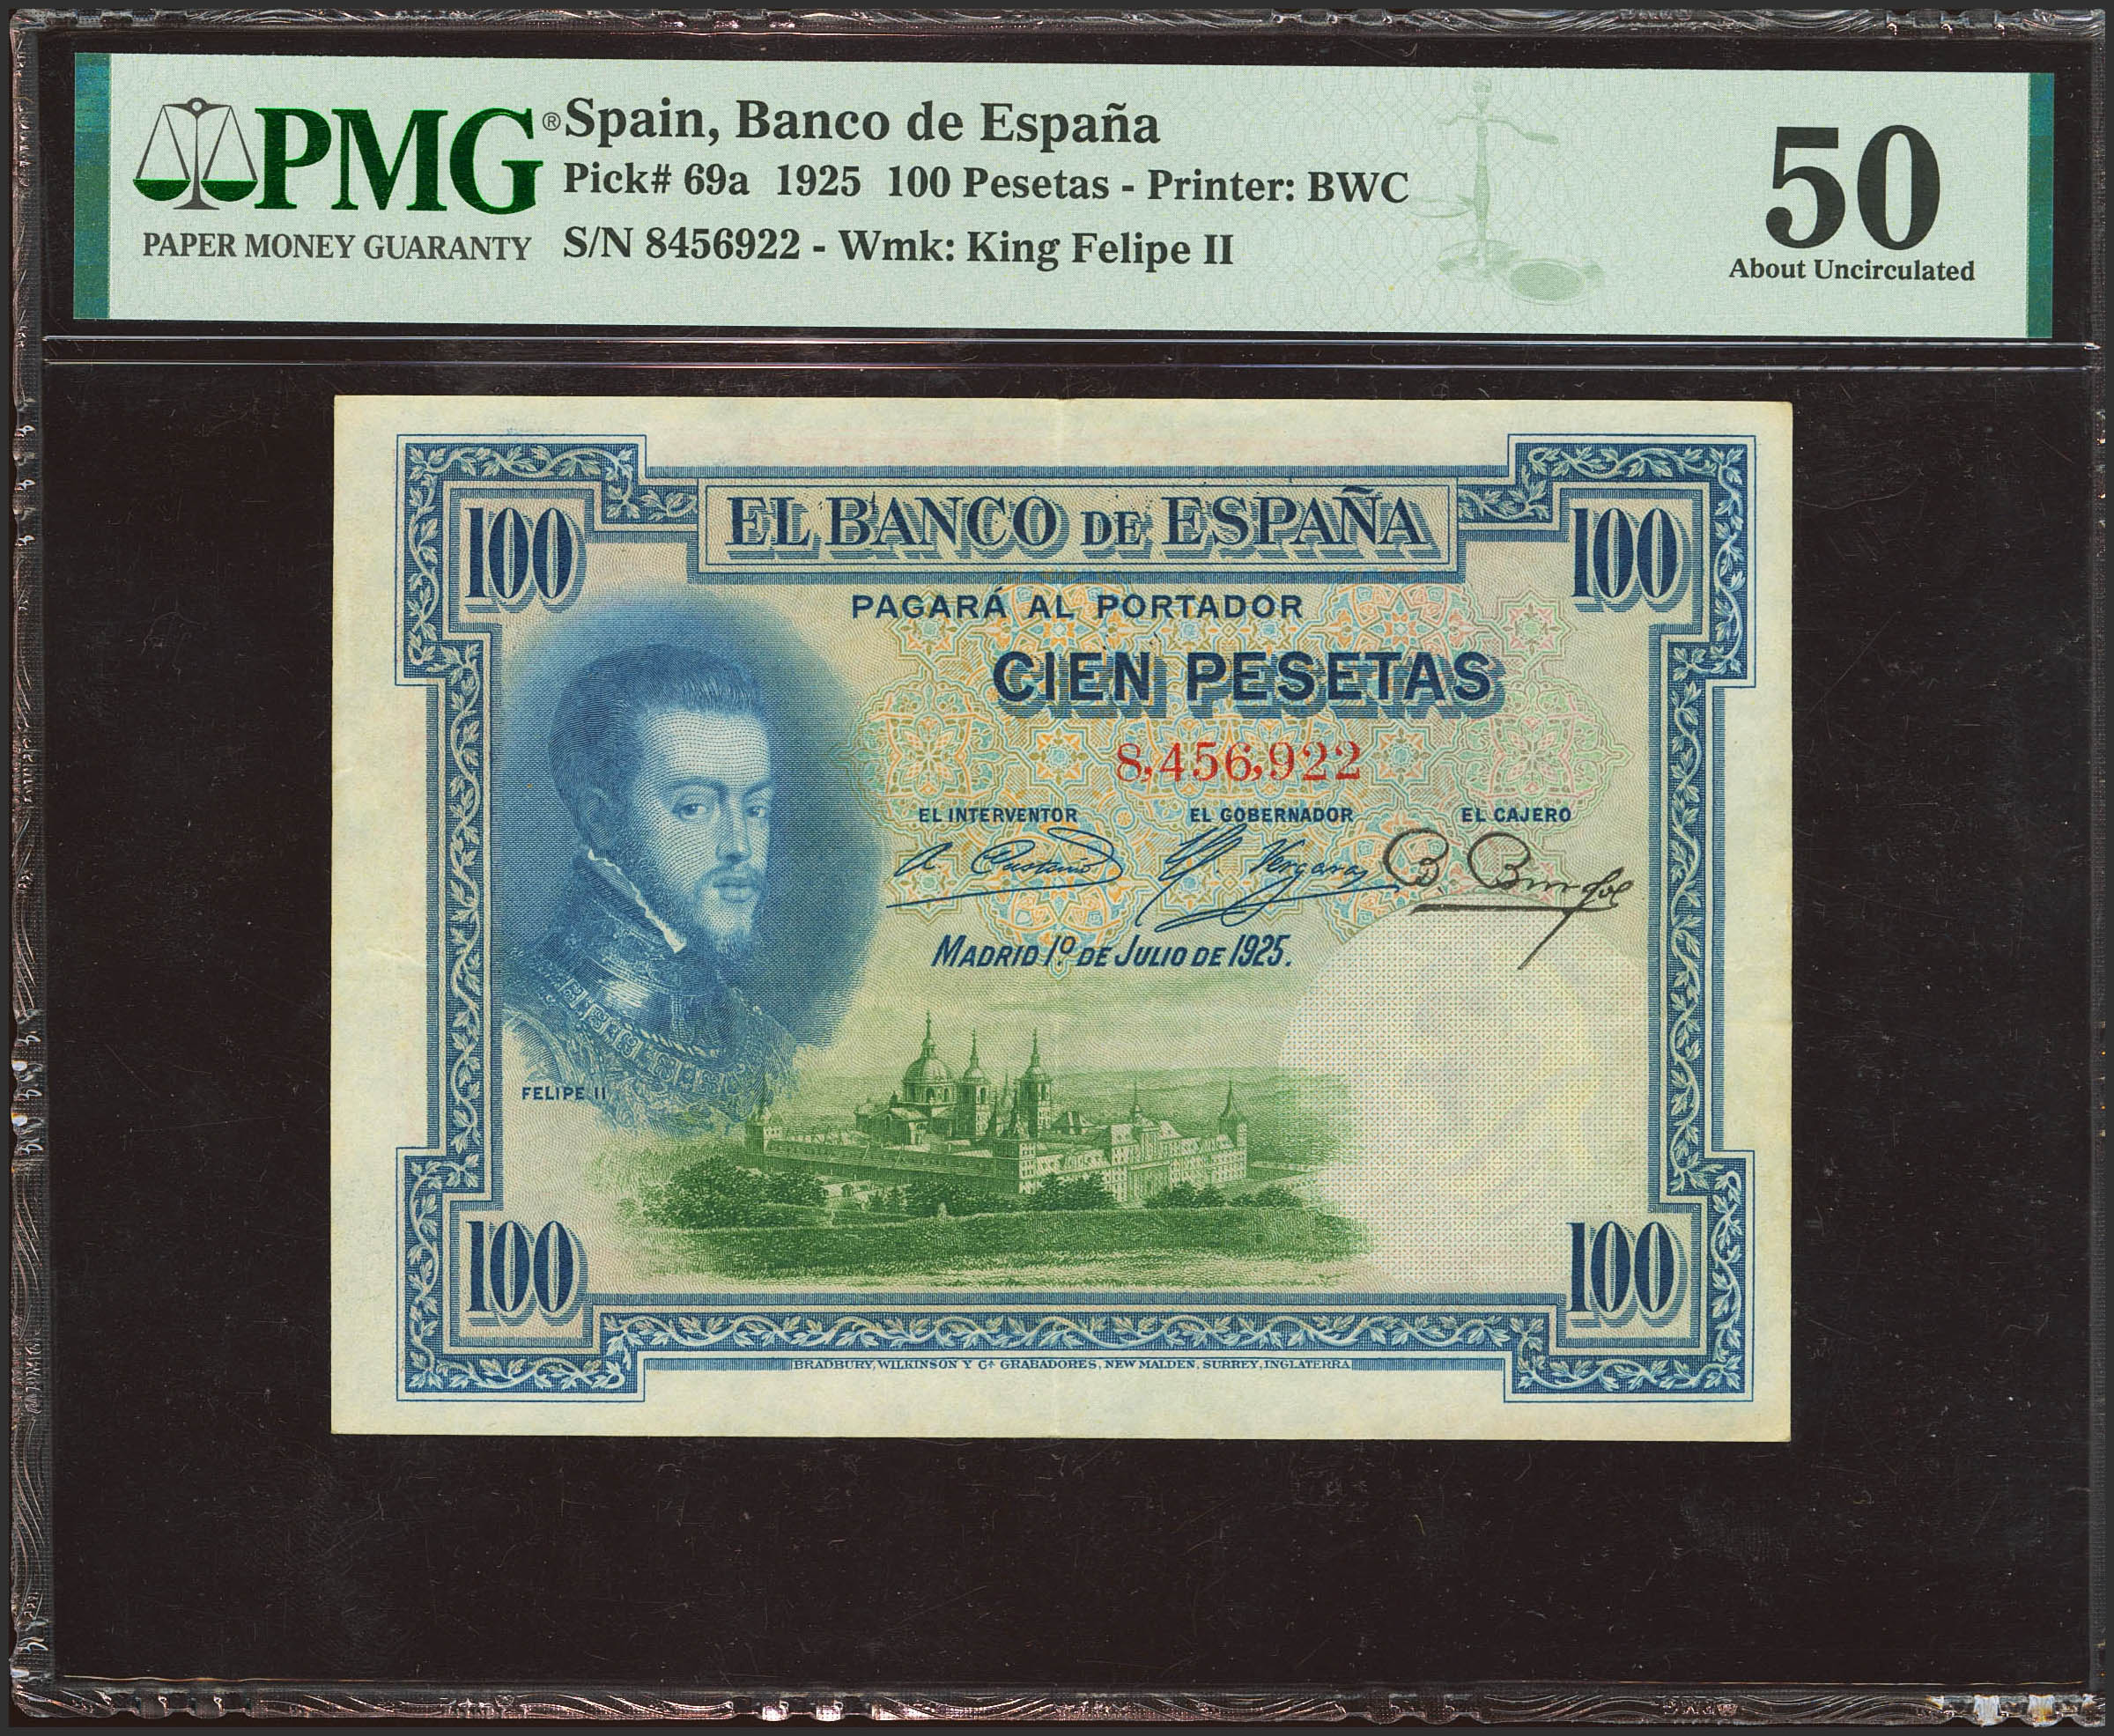 PMG® Spain, Banco de España
Pick# 69a 1925 100 Pesetas - Printer: BWC
PAPER MONEY GUARANTY S/N 8456922 - Wmk: King Felipe II
50
About Uncirculated
100 EL BANCO DE ESPAÑA 100
PAGARÁ AL PORTADOR
CIEN PESETAS
8,456,922
EL INTERVENTOR EL GOBERNADOR EL CAJERO
MADRID 1º DE JULIO DE 1925.
FELIPE II
100 100
BRADBURY, WILKINSON Y Cª GRABADORES, NEW MALDEN, SURREY, INGLATERRA